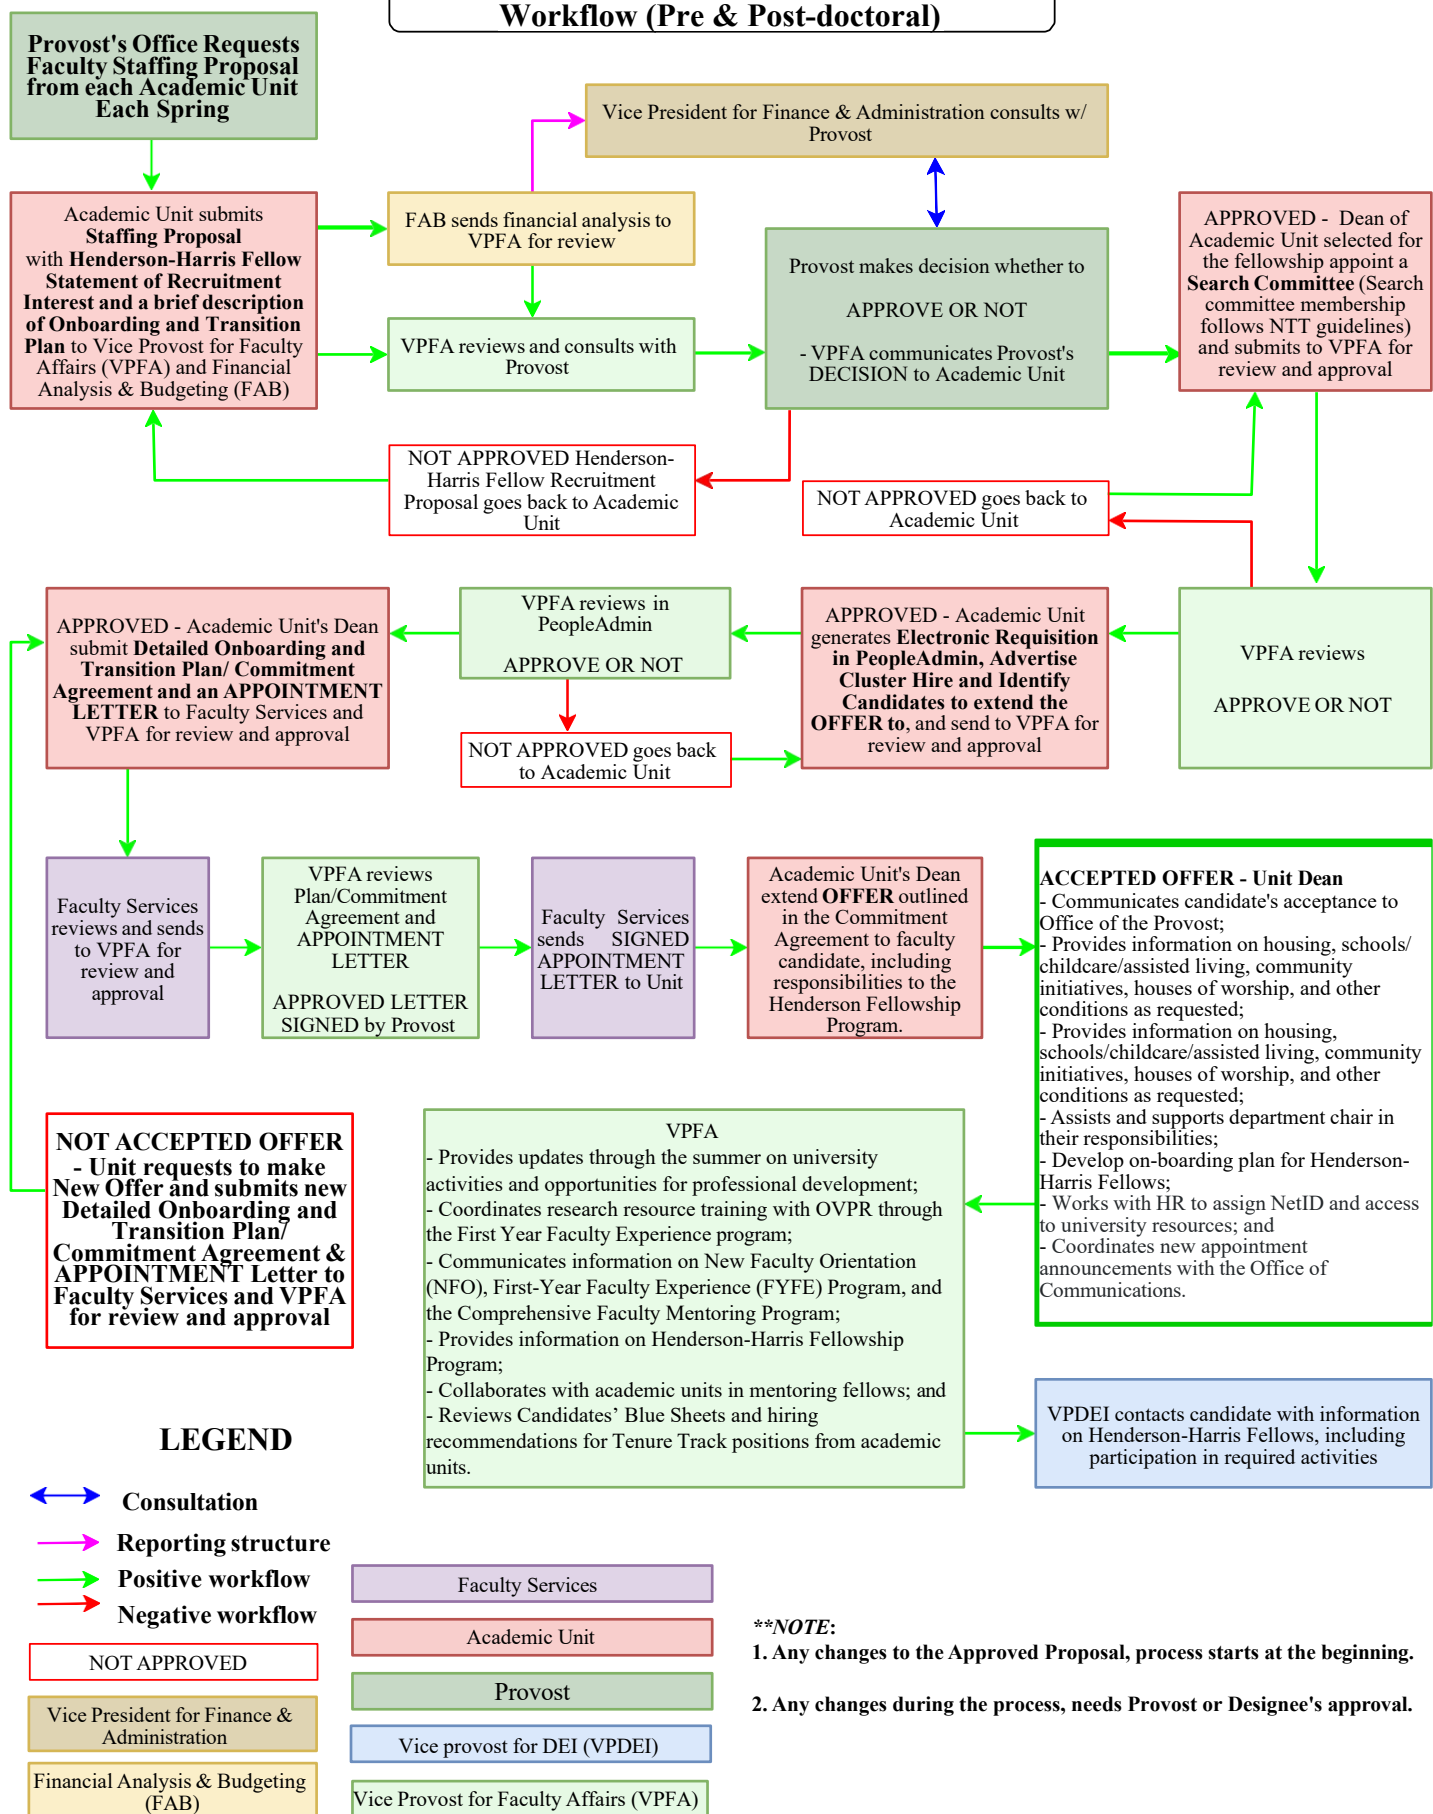 Workflow (Pre & Post-doctoral)
Provost's Office Requests
Faculty Staffing Proposal
from each Academic Unit
Each Spring
Vice President for Finance & Administration consults w/
Provost
Academic Unit submits
Staffing Proposal
with Henderson-Harris Fellow
Statement of Recruitment
Interest and a brief description
of Onboarding and Transition
Plan to Vice Provost for Faculty
Affairs (VPFA) and Financial
Analysis & Budgeting (FAB)
FAB sends financial analysis to
VPFA for review
VPFA reviews and consults with
Provost
Provost makes decision whether to
APPROVE OR NOT
- VPFA communicates Provost's
DECISION to Academic Unit
APPROVED - Dean of
Academic Unit selected for
the fellowship appoint a
Search Committee (Search
committee membership
follows NTT guidelines)
and submits to VPFA for
review and approval
NOT APPROVED Henderson-
Harris Fellow Recruitment
Proposal goes back to Academic
Unit
NOT APPROVED goes back to
Academic Unit
APPROVED - Academic Unit's Dean
submit Detailed Onboarding and
Transition Plan/ Commitment
Agreement and an APPOINTMENT
LETTER to Faculty Services and
VPFA for review and approval
VPFA reviews in
PeopleAdmin
APPROVE OR NOT
NOT APPROVED goes back
to Academic Unit
APPROVED - Academic Unit
generates Electronic Requisition
in PeopleAdmin, Advertise
Cluster Hire and Identify
Candidates to extend the
OFFER to, and send to VPFA for
review and approval
VPFA reviews
APPROVE OR NOT
Faculty Services
reviews and sends
to VPFA for
review and
approval
VPFA reviews
Plan/Commitment
Agreement and
APPOINTMENT
LETTER
APPROVED LETTER
SIGNED by Provost
Faculty Services
sends SIGNED
APPOINTMENT
LETTER to Unit
Academic Unit's Dean
extend OFFER outlined
in the Commitment
Agreement to faculty
candidate, including
responsibilities to the
Henderson Fellowship
Program.
ACCEPTED OFFER - Unit Dean
- Communicates candidate's acceptance to
Office of the Provost;
- Provides information on housing, schools/
childcare/assisted living, community
initiatives, houses of worship, and other
conditions as requested;
- Provides information on housing,
schools/childcare/assisted living, community
initiatives, houses of worship, and other
conditions as requested;
- Assists and supports department chair in
their responsibilities;
- Develop on-boarding plan for Henderson-
Harris Fellows;
- Works with HR to assign NetID and access
to university resources; and
- Coordinates new appointment
announcements with the Office of
Communications.
NOT ACCEPTED OFFER
- Unit requests to make
New Offer and submits new
Detailed Onboarding and
Transition Plan/
Commitment Agreement &
APPOINTMENT Letter to
Faculty Services and VPFA
for review and approval
VPFA
- Provides updates through the summer on university
activities and opportunities for professional development;
- Coordinates research resource training with OVPR through
the First Year Faculty Experience program;
- Communicates information on New Faculty Orientation
(NFO), First-Year Faculty Experience (FYFE) Program, and
the Comprehensive Faculty Mentoring Program;
- Provides information on Henderson-Harris Fellowship
Program;
- Collaborates with academic units in mentoring fellows; and
- Reviews Candidates’ Blue Sheets and hiring
recommendations for Tenure Track positions from academic
units.
VPDEI contacts candidate with information
on Henderson-Harris Fellows, including
participation in required activities
LEGEND
Consultation
Reporting structure
Positive workflow
Negative workflow
NOT APPROVED
Vice President for Finance &
Administration
Financial Analysis & Budgeting
(FAB)
Faculty Services
Academic Unit
Provost
Vice provost for DEI (VPDEI)
Vice Provost for Faculty Affairs (VPFA)
**NOTE:
1. Any changes to the Approved Proposal, process starts at the beginning.
2. Any changes during the process, needs Provost or Designee's approval.